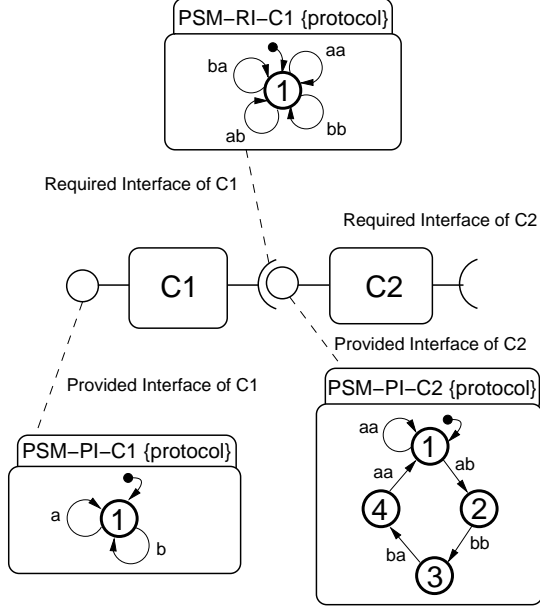 PSM–RI–C1 {protocol}
ba
aa
1
ab
bb
Required Interface of C1
Required Interface of C2
C1
C2
Provided Interface of C2
Provided Interface of C1
PSM–PI–C2 {protocol}
aa
1
aa
ab
4
2
ba
bb
3
PSM–PI–C1 {protocol}
a
1
b